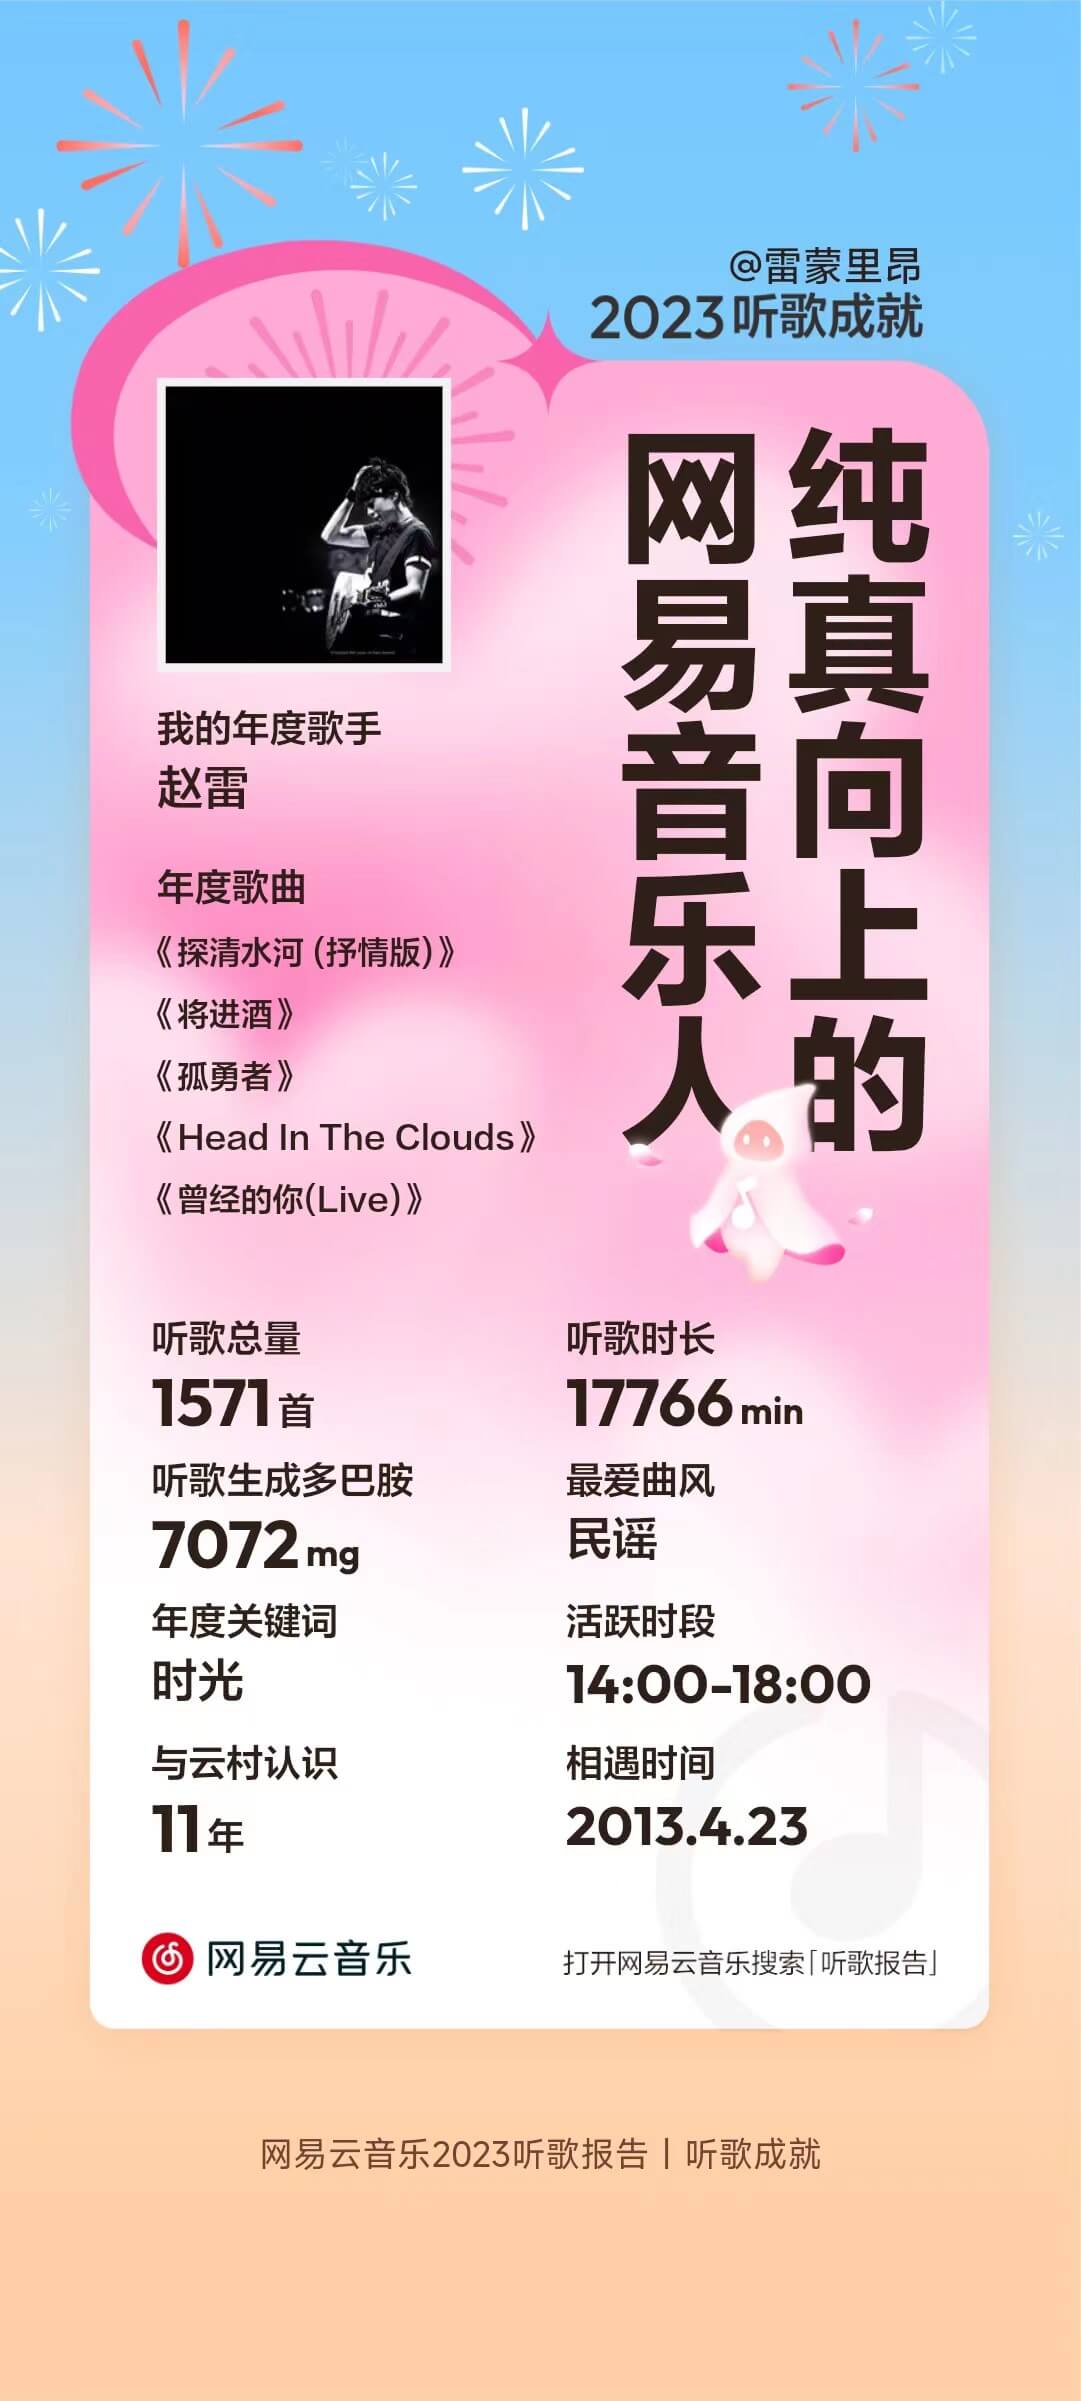 @雷蒙里昂
2023听歌成就
纯真向上的
网易音乐人
我的年度歌手
赵雷
年度歌曲
《探清水河 (抒情版)》
《将进酒》
《孤勇者》
《Head In The Clouds》
《曾经的你(Live)》
听歌总量
1571首
听歌时长
17766min
听歌生成多巴胺
7072mg
最爱曲风
民谣
年度关键词
时光
活跃时段
14:00-18:00
与云村认识
11年
相遇时间
2013.4.23
网易云音乐
打开网易云音乐搜索「听歌报告」
网易云音乐2023听歌报告丨听歌成就